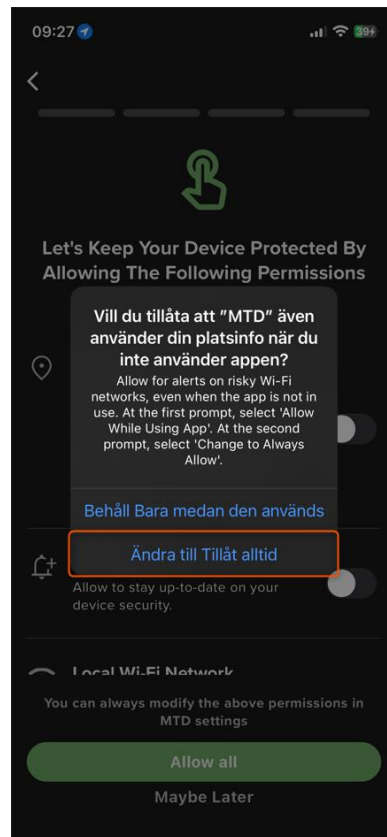 09:27
39
Let's Keep Your Device Protected By
Allowing The Following Permissions
Vill du tillåta att "MTD" även
använder din platsinfo när du
inte använder appen?
Allow for alerts on risky Wi-Fi
networks, even when the app is not in
use. At the first prompt, select 'Allow
While Using App'. At the second
prompt, select 'Change to Always
Allow'.
Behåll Bara medan den används
Ändra till Tillåt alltid
Allow to stay up-to-date on your
device security.
Local Wi-Fi Network
You can always modify the above permissions in
MTD settings
Allow all
Maybe Later